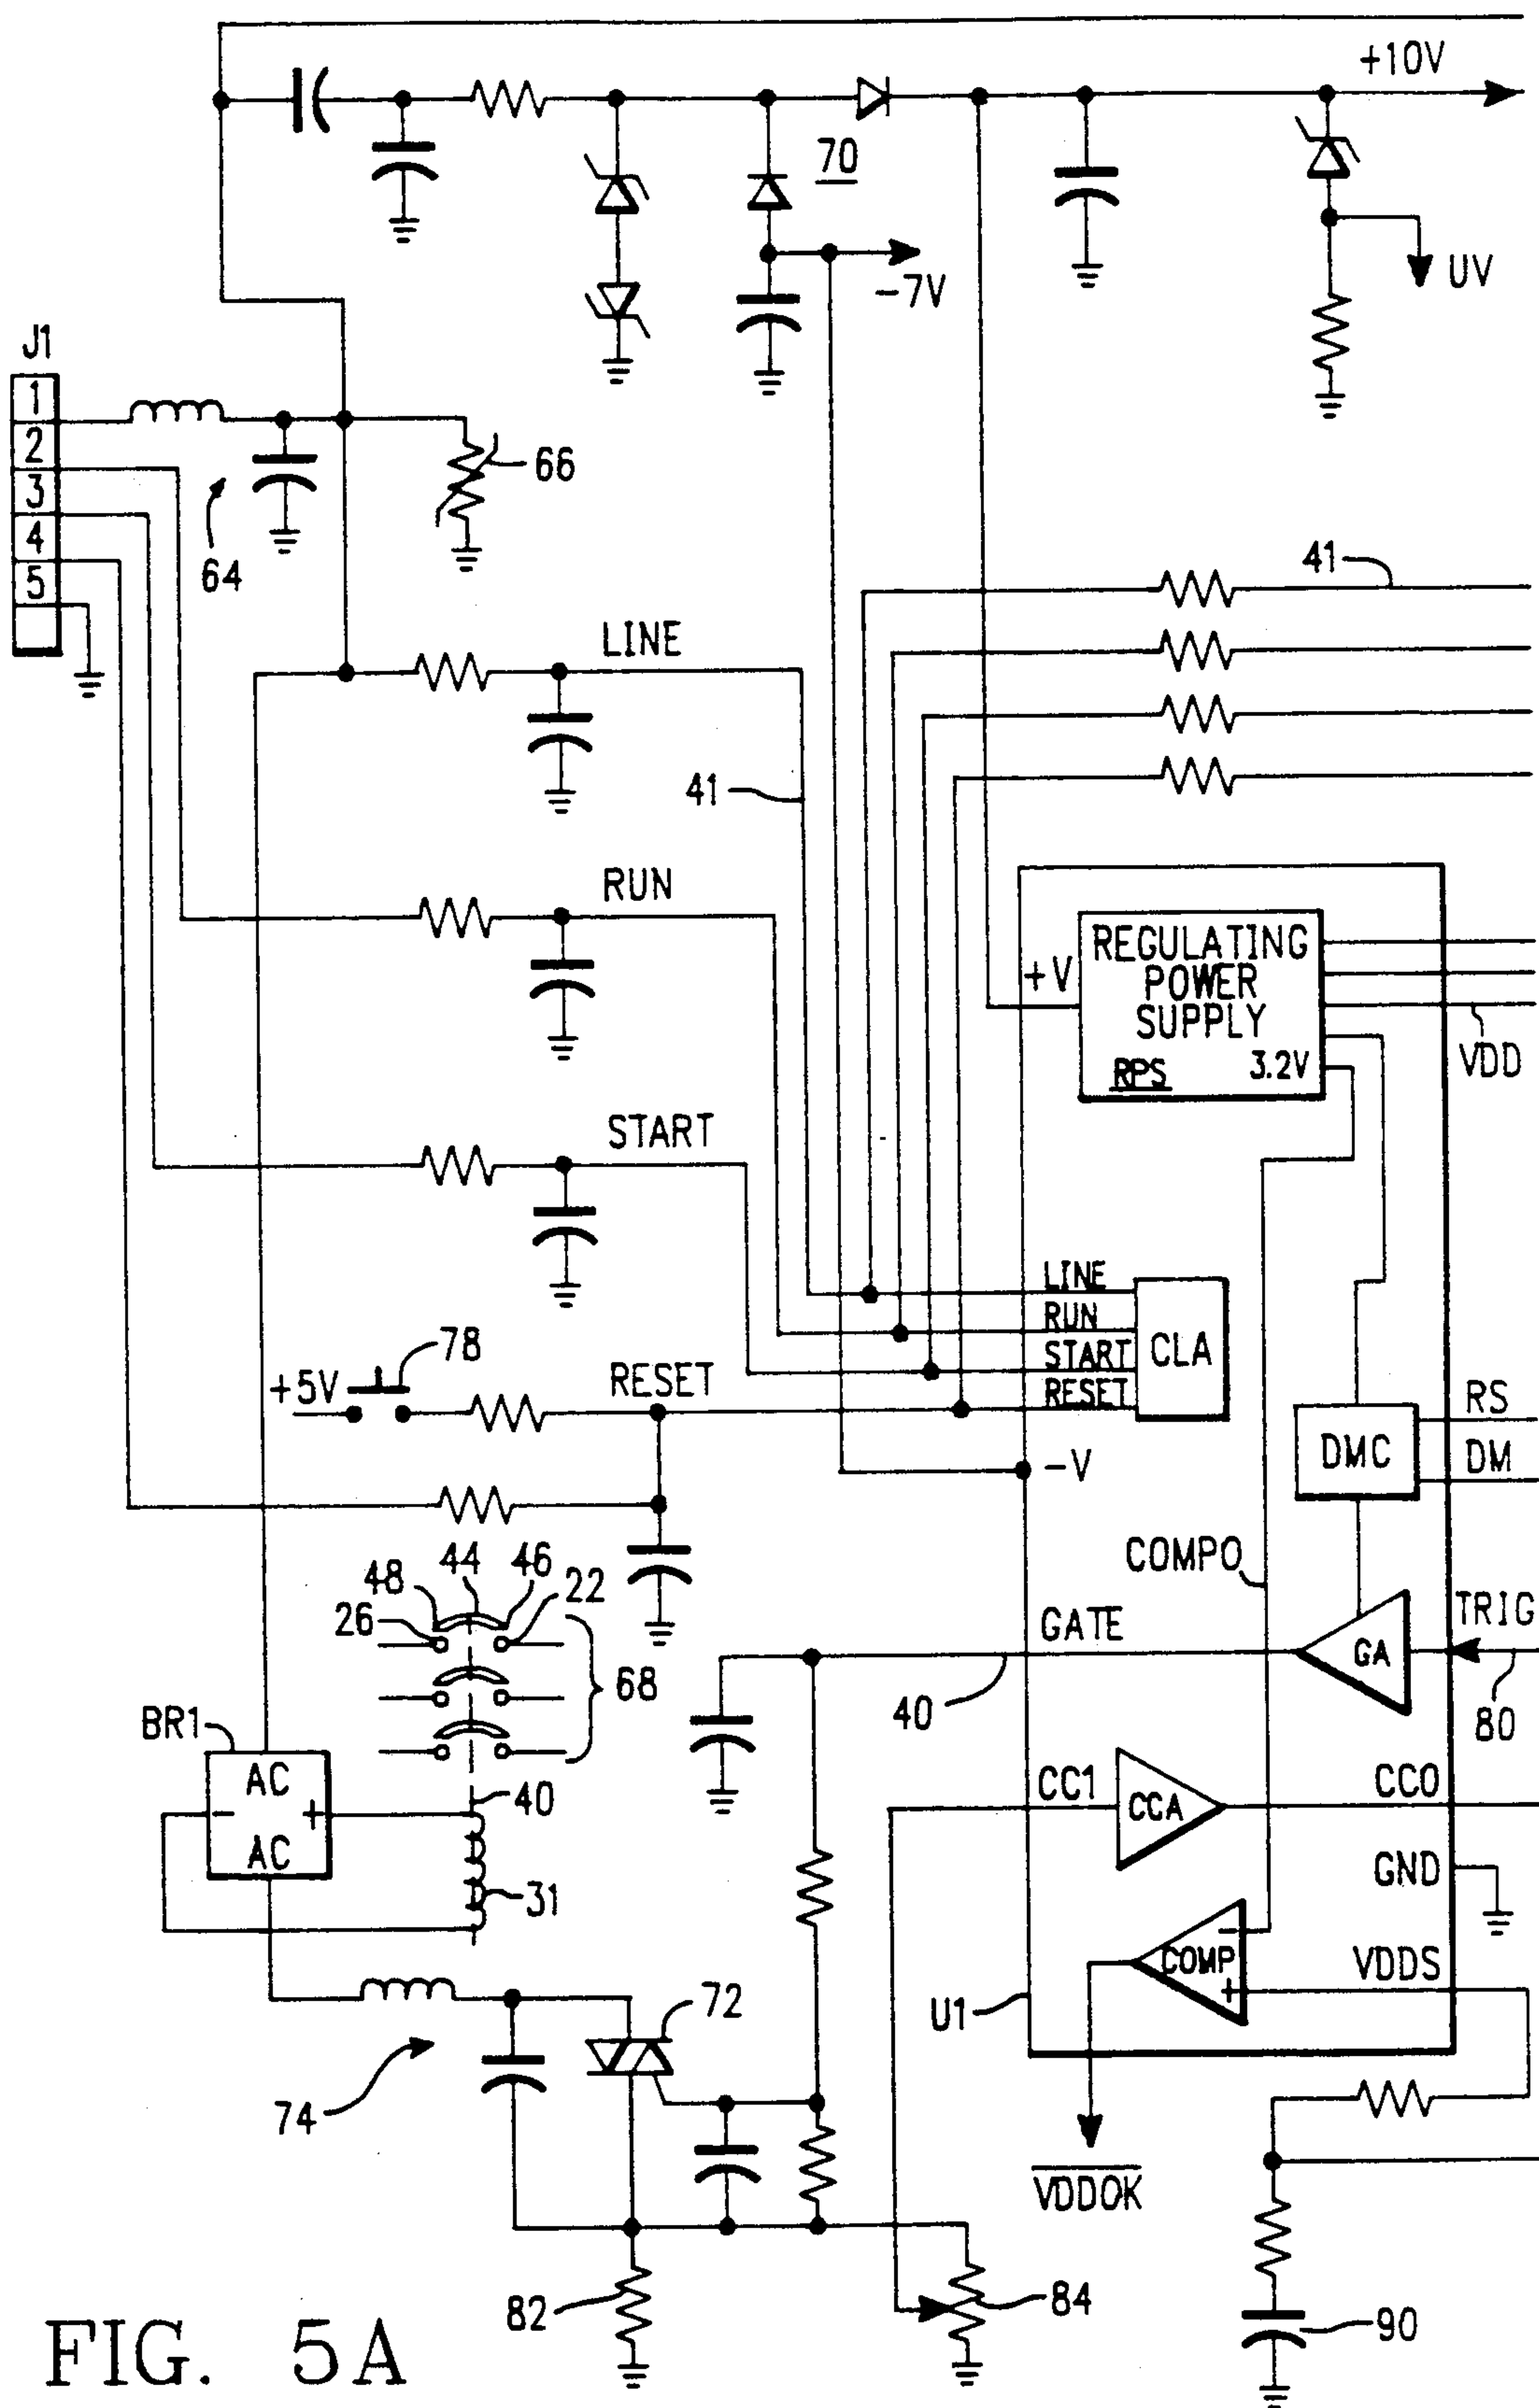 +10V
70
-7V
UV
J1
1
2
3
4
5
66
64
41
LINE
41
RUN
+V
REGULATING
POWER
SUPPLY
RPS
3.2V
VDD
START
LINE
RUN
START
RESET
CLA
78
+5V
RESET
-V
DMC
RS
DM
COMPO
48
44
46
22
26
68
GATE
40
GA
TRIG
80
BR1
AC
-
+
AC
40
31
CC1
CCA
CCO
GND
-
COMP
+
VDDS
U1
72
74
VDDOK
82
84
90
FIG. 5A